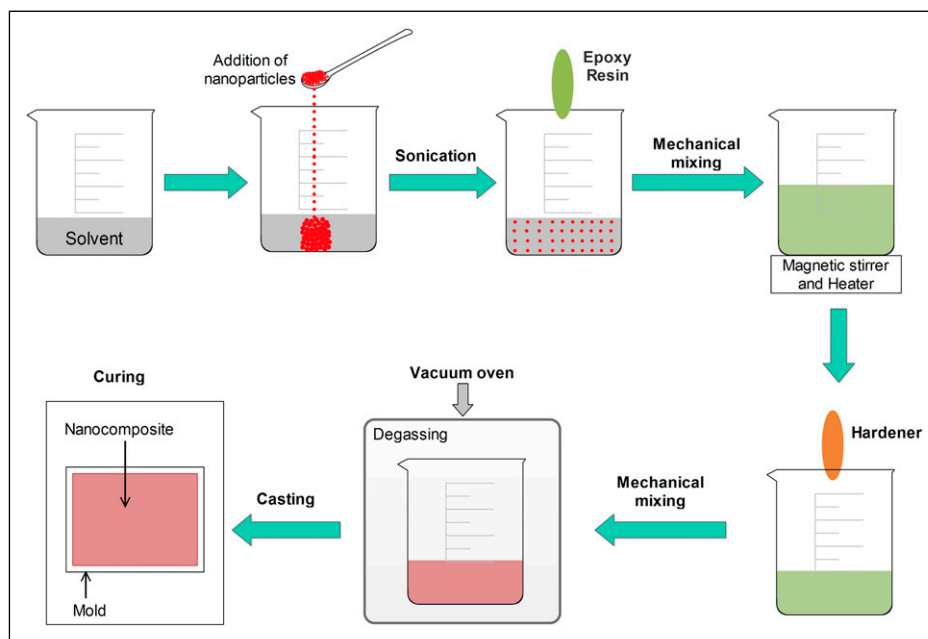 Addition of
nanoparticles
Epoxy
Resin
Solvent
Sonication
Mechanical
mixing
Magnetic stirrer
and Heater
Hardener
Mechanical
mixing
Vacuum oven
Degassing
Casting
Curing
Nanocomposite
Mold